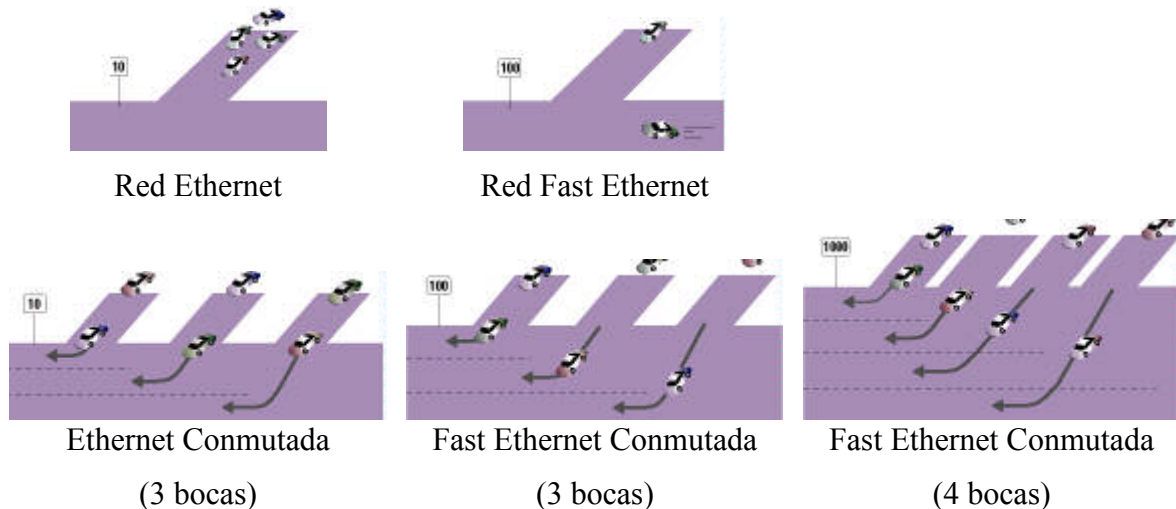 10
100
Red Ethernet
Red Fast Ethernet
10
100
1000
Ethernet Conmutada
Fast Ethernet Conmutada
Fast Ethernet Conmutada
(3 bocas)
(3 bocas)
(4 bocas)